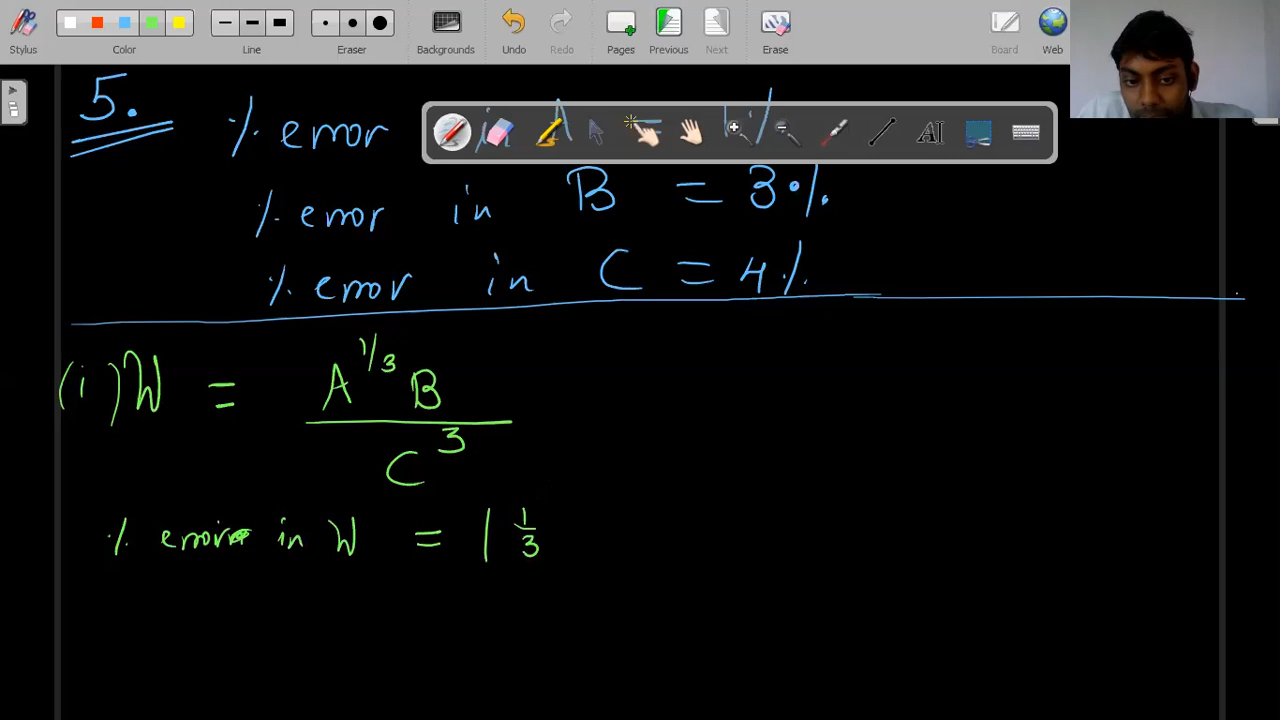 Stylus Color Line Eraser Backgrounds Undo Redo Pages Previous Next Erase Board Web
5. % error in A = %
% error in B = 3%
% error in C = 4%
(i) W = A^1/3 B / C^3
% error in W = | 1/3